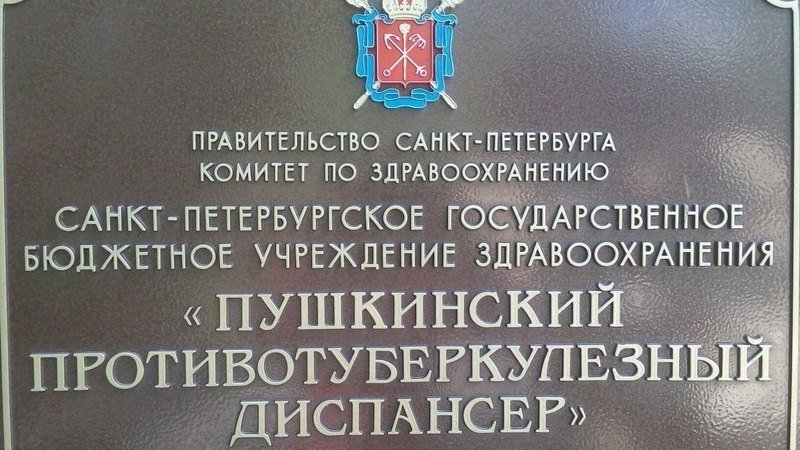 ПРАВИТЕЛЬСТВО САНКТ-ПЕТЕРБУРГА
КОМИТЕТ ПО ЗДРАВООХРАНЕНИЮ
САНКТ-ПЕТЕРБУРГСКОЕ ГОСУДАРСТВЕННОЕ
БЮДЖЕТНОЕ УЧРЕЖДЕНИЕ ЗДРАВООХРАНЕНИЯ
« ПУШКИНСКИЙ
ПРОТИВОТУБЕРКУЛЕЗНЫЙ
ДИСПАНСЕР»